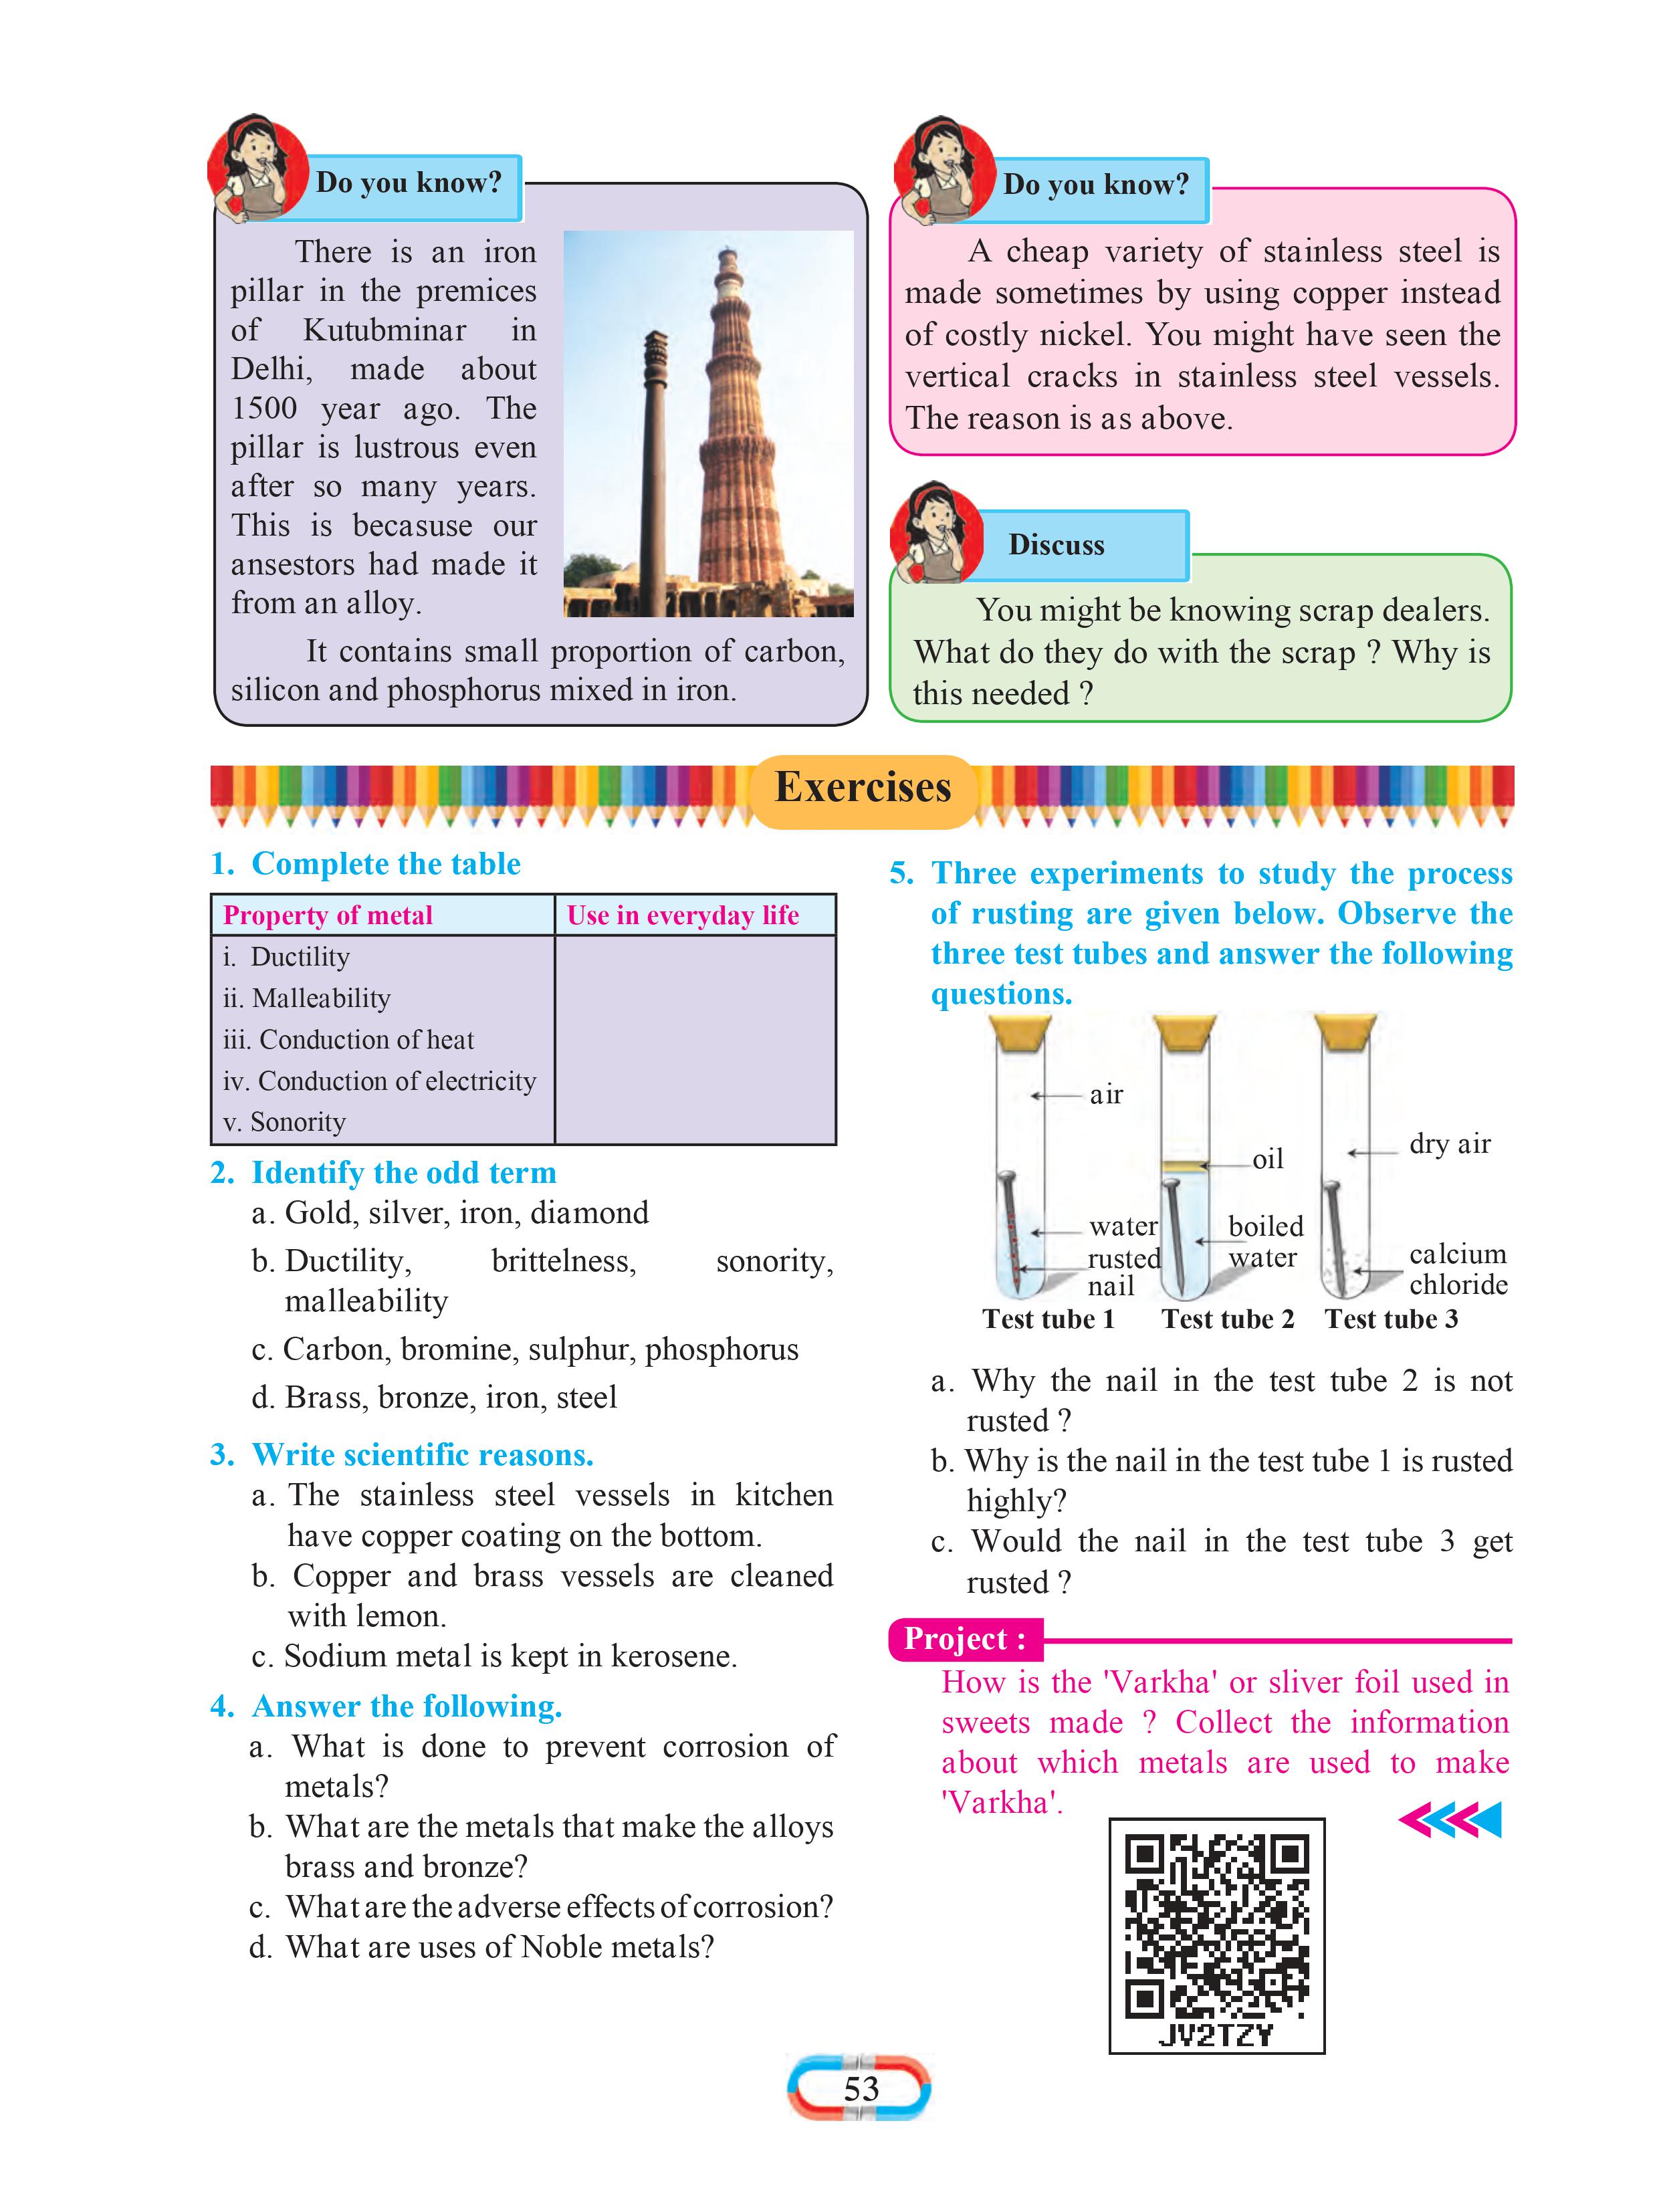 Do you know?
There is an iron
pillar in the premices
of Kutubminar in
Delhi, made about
1500 year ago. The
pillar is lustrous even
after so many years.
This is becasuse our
ansestors had made it
from an alloy.
It contains small proportion of carbon,
silicon and phosphorus mixed in iron.
Do you know?
A cheap variety of stainless steel is
made sometimes by using copper instead
of costly nickel. You might have seen the
vertical cracks in stainless steel vessels.
The reason is as above.
Discuss
You might be knowing scrap dealers.
What do they do with the scrap ? Why is
this needed ?
Exercises
1. Complete the table
Property of metal Use in everyday life
i. Ductility
ii. Malleability
iii. Conduction of heat
iv. Conduction of electricity
v. Sonority
2. Identify the odd term
a. Gold, silver, iron, diamond
b. Ductility, brittelness, sonority,
malleability
c. Carbon, bromine, sulphur, phosphorus
d. Brass, bronze, iron, steel
3. Write scientific reasons.
a. The stainless steel vessels in kitchen
have copper coating on the bottom.
b. Copper and brass vessels are cleaned
with lemon.
c. Sodium metal is kept in kerosene.
4. Answer the following.
a. What is done to prevent corrosion of
metals?
b. What are the metals that make the alloys
brass and bronze?
c. What are the adverse effects of corrosion?
d. What are uses of Noble metals?
5. Three experiments to study the process
of rusting are given below. Observe the
three test tubes and answer the following
questions.
air
water
rusted
nail
Test tube 1
oil
boiled
water
Test tube 2
dry air
calcium
chloride
Test tube 3
a. Why the nail in the test tube 2 is not
rusted ?
b. Why is the nail in the test tube 1 is rusted
highly?
c. Would the nail in the test tube 3 get
rusted ?
Project :
How is the 'Varkha' or sliver foil used in
sweets made ? Collect the information
about which metals are used to make
'Varkha'.
JV2TZY
53